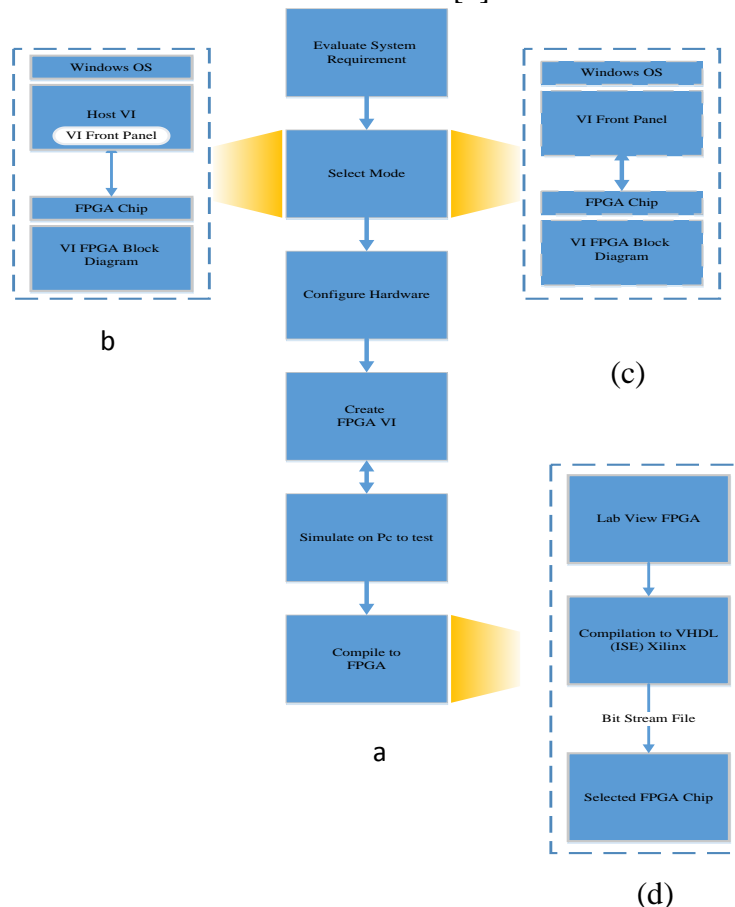 Evaluate System
Requirement
Windows OS
Host VI
VI Front Panel
FPGA Chip
VI FPGA Block
Diagram
b
Select Mode
Windows OS
VI Front Panel
FPGA Chip
VI FPGA Block
Diagram
(c)
Configure Hardware
Create
FPGA VI
Simulate on Pc to test
Compile to
FPGA
a
Lab View FPGA
Compilation to VHDL
(ISE) Xilinx
Bit Stream File
Selected FPGA Chip
(d)